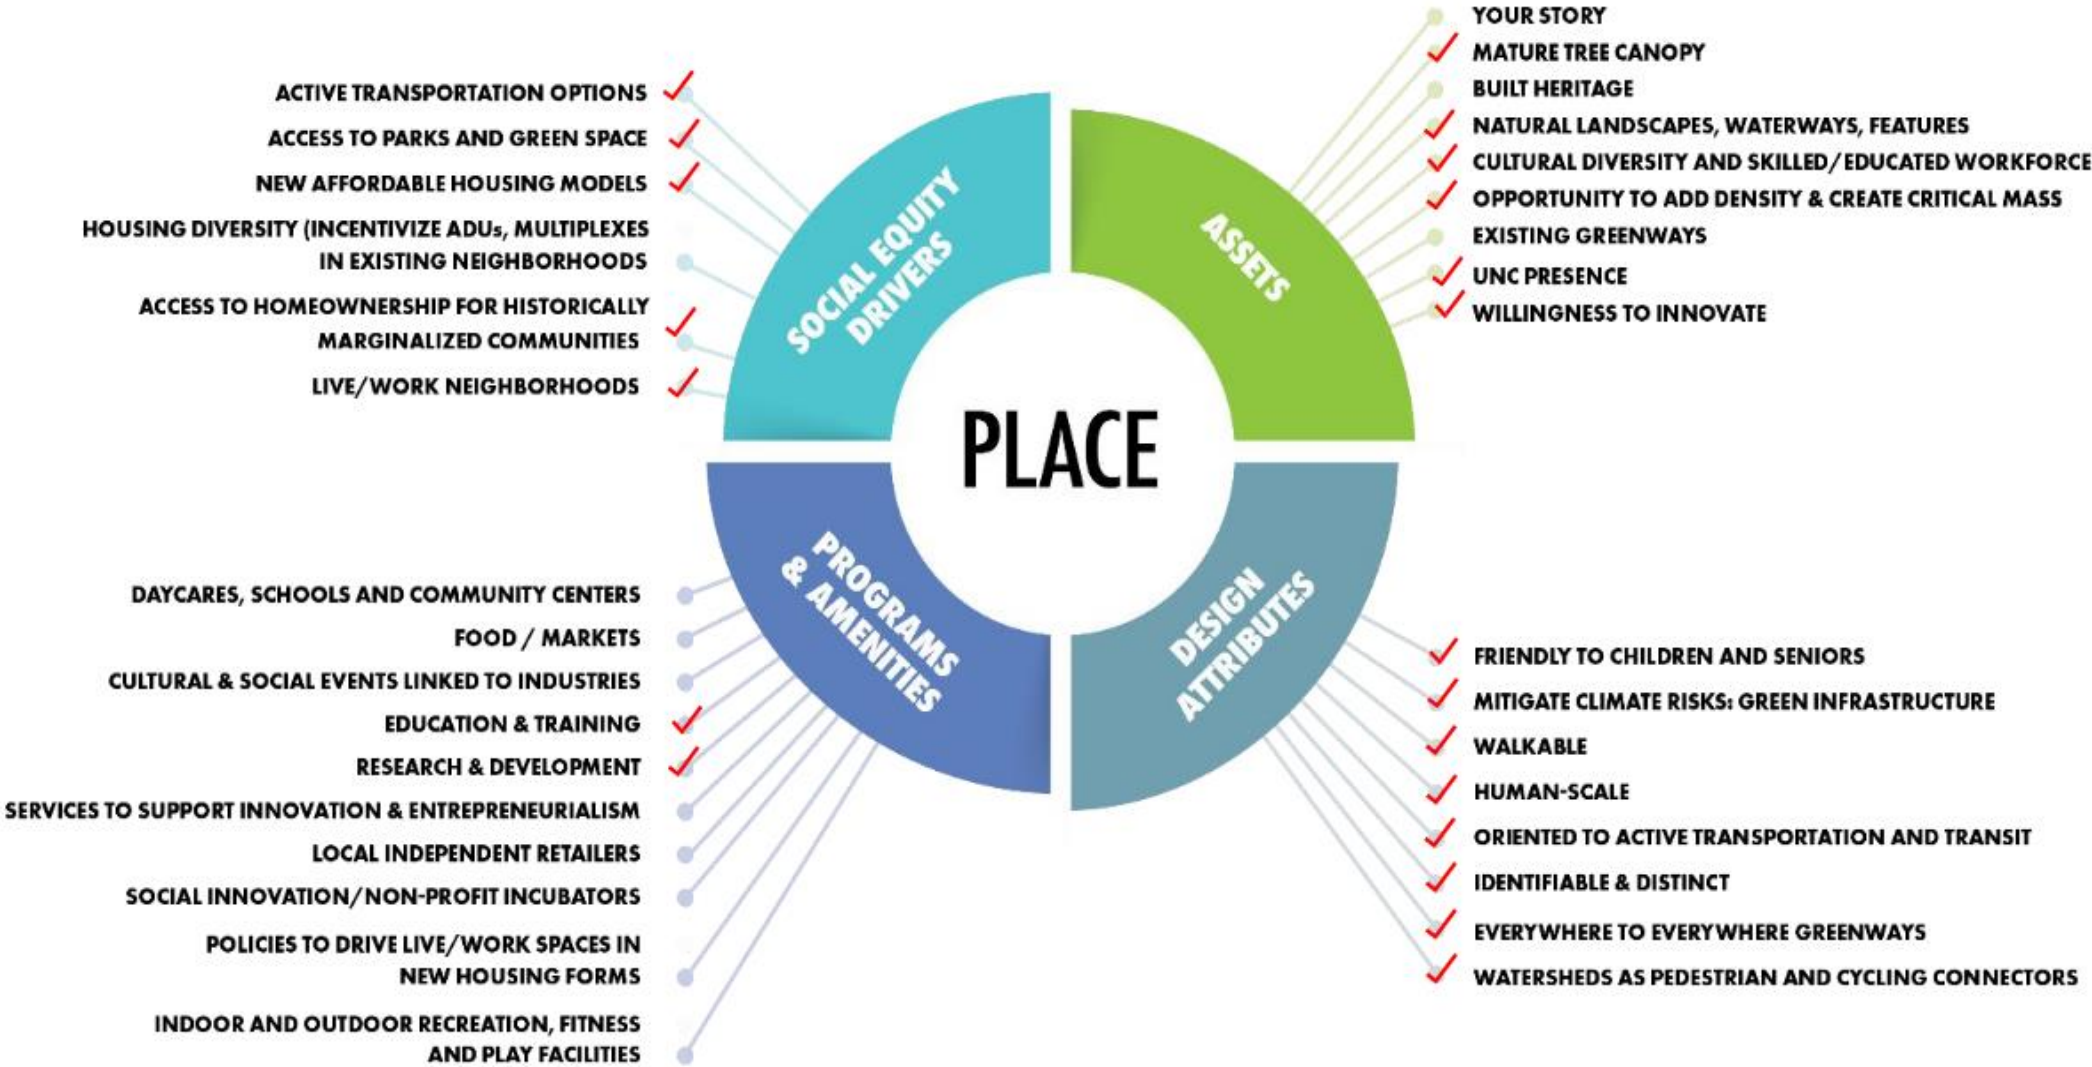 ACTIVE TRANSPORTATION OPTIONS
ACCESS TO PARKS AND GREEN SPACE
NEW AFFORDABLE HOUSING MODELS
HOUSING DIVERSITY (INCENTIVIZE ADUs, MULTIPLEXES
IN EXISTING NEIGHBORHOODS
ACCESS TO HOMEOWNERSHIP FOR HISTORICALLY
MARGINALIZED COMMUNITIES
LIVE/WORK NEIGHBORHOODS
SOCIAL EQUITY
DRIVERS
YOUR STORY
MATURE TREE CANOPY
BUILT HERITAGE
NATURAL LANDSCAPES, WATERWAYS, FEATURES
CULTURAL DIVERSITY AND SKILLED/EDUCATED WORKFORCE
OPPORTUNITY TO ADD DENSITY & CREATE CRITICAL MASS
EXISTING GREENWAYS
UNC PRESENCE
WILLINGNESS TO INNOVATE
ASSETS
PLACE
DAYCARES, SCHOOLS AND COMMUNITY CENTERS
FOOD / MARKETS
CULTURAL & SOCIAL EVENTS LINKED TO INDUSTRIES
EDUCATION & TRAINING
RESEARCH & DEVELOPMENT
SERVICES TO SUPPORT INNOVATION & ENTREPRENEURIALISM
LOCAL INDEPENDENT RETAILERS
SOCIAL INNOVATION/NON-PROFIT INCUBATORS
POLICIES TO DRIVE LIVE/WORK SPACES IN
NEW HOUSING FORMS
INDOOR AND OUTDOOR RECREATION, FITNESS
AND PLAY FACILITIES
PROGRAMS
& AMENITIES
DESIGN
ATTRIBUTES
FRIENDLY TO CHILDREN AND SENIORS
MITIGATE CLIMATE RISKS: GREEN INFRASTRUCTURE
WALKABLE
HUMAN-SCALE
ORIENTED TO ACTIVE TRANSPORTATION AND TRANSIT
IDENTIFIABLE & DISTINCT
EVERYWHERE TO EVERYWHERE GREENWAYS
WATERSHEDS AS PEDESTRIAN AND CYCLING CONNECTORS